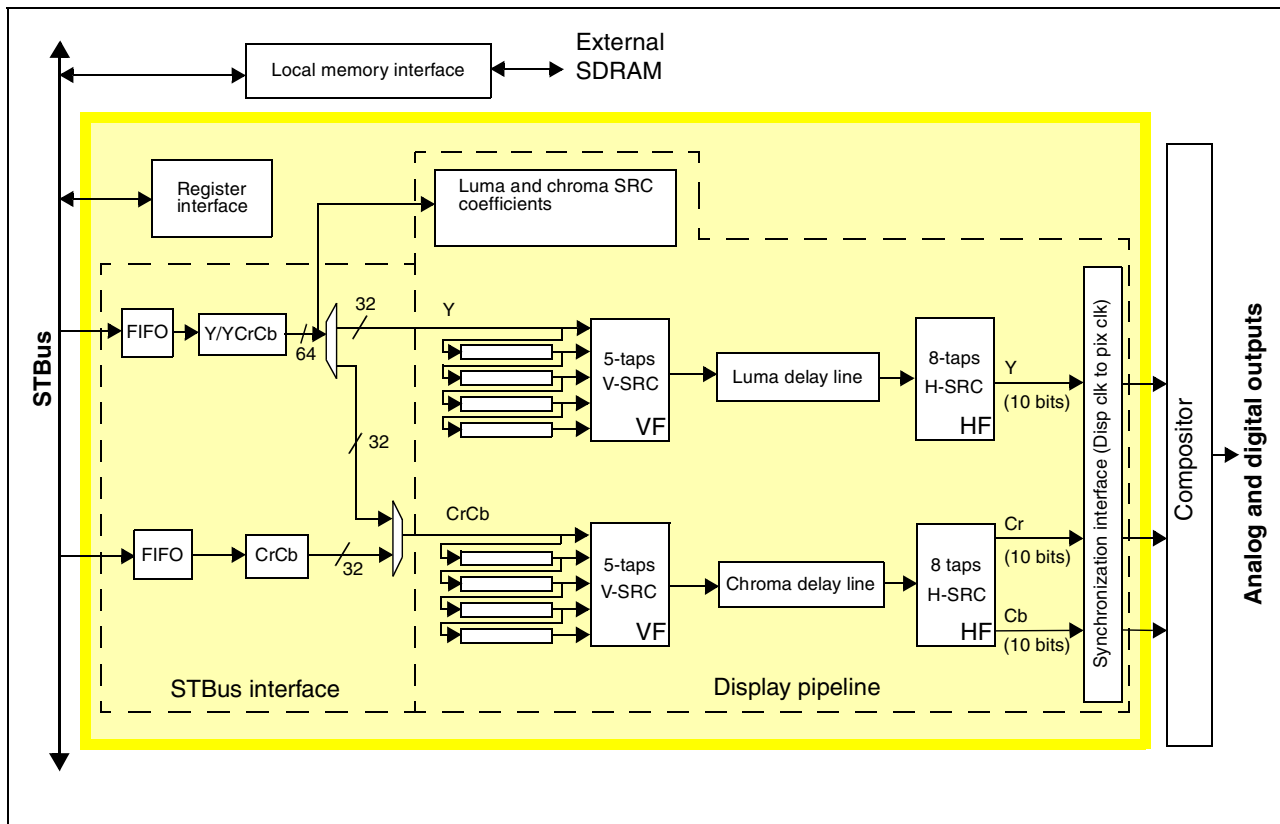 External
SDRAM
Local memory interface
Register
interface
Luma and chroma SRC
coefficients
STBus
FIFO
Y/YCrCb
64
32
Y
5-taps
V-SRC
VF
Luma delay line
8-taps
H-SRC
HF
Y
(10 bits)
32
FIFO
CrCb
32
CrCb
5-taps
V-SRC
VF
Chroma delay line
8 taps
H-SRC
HF
Cr
(10 bits)
Cb
(10 bits)
Synchronization interface (Disp clk to pix clk)
Compositor
Analog and digital outputs
STBus interface
Display pipeline